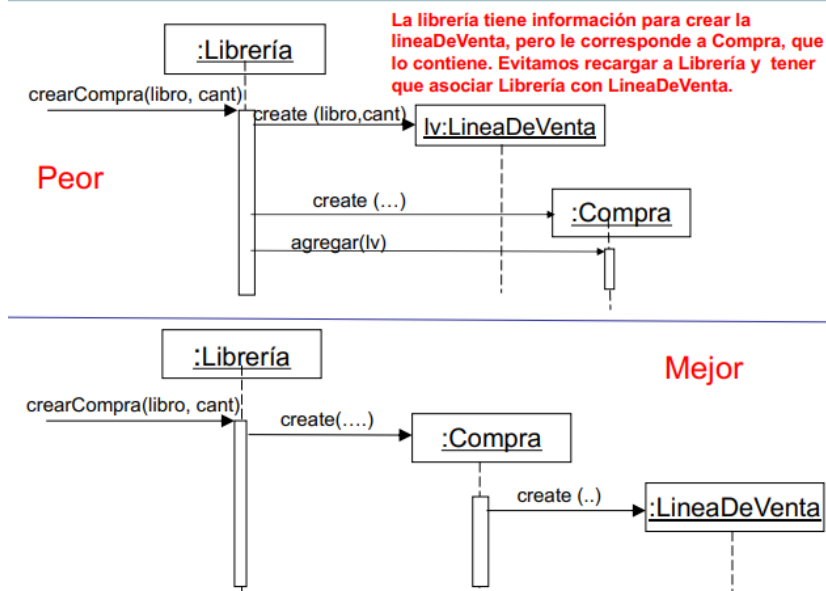 La librería tiene información para crear la
lineaDeVenta, pero le corresponde a Compra, que
lo contiene. Evitamos recargar a Librería y tener
que asociar Librería con LineaDeVenta.
:Librería
crearCompra(libro, cant)
create (libro,cant)
lv:LineaDeVenta
Peor
create (...)
:Compra
agregar(lv)
:Librería
Mejor
crearCompra(libro, cant)
create(....)
:Compra
create (..)
:LineaDeVenta